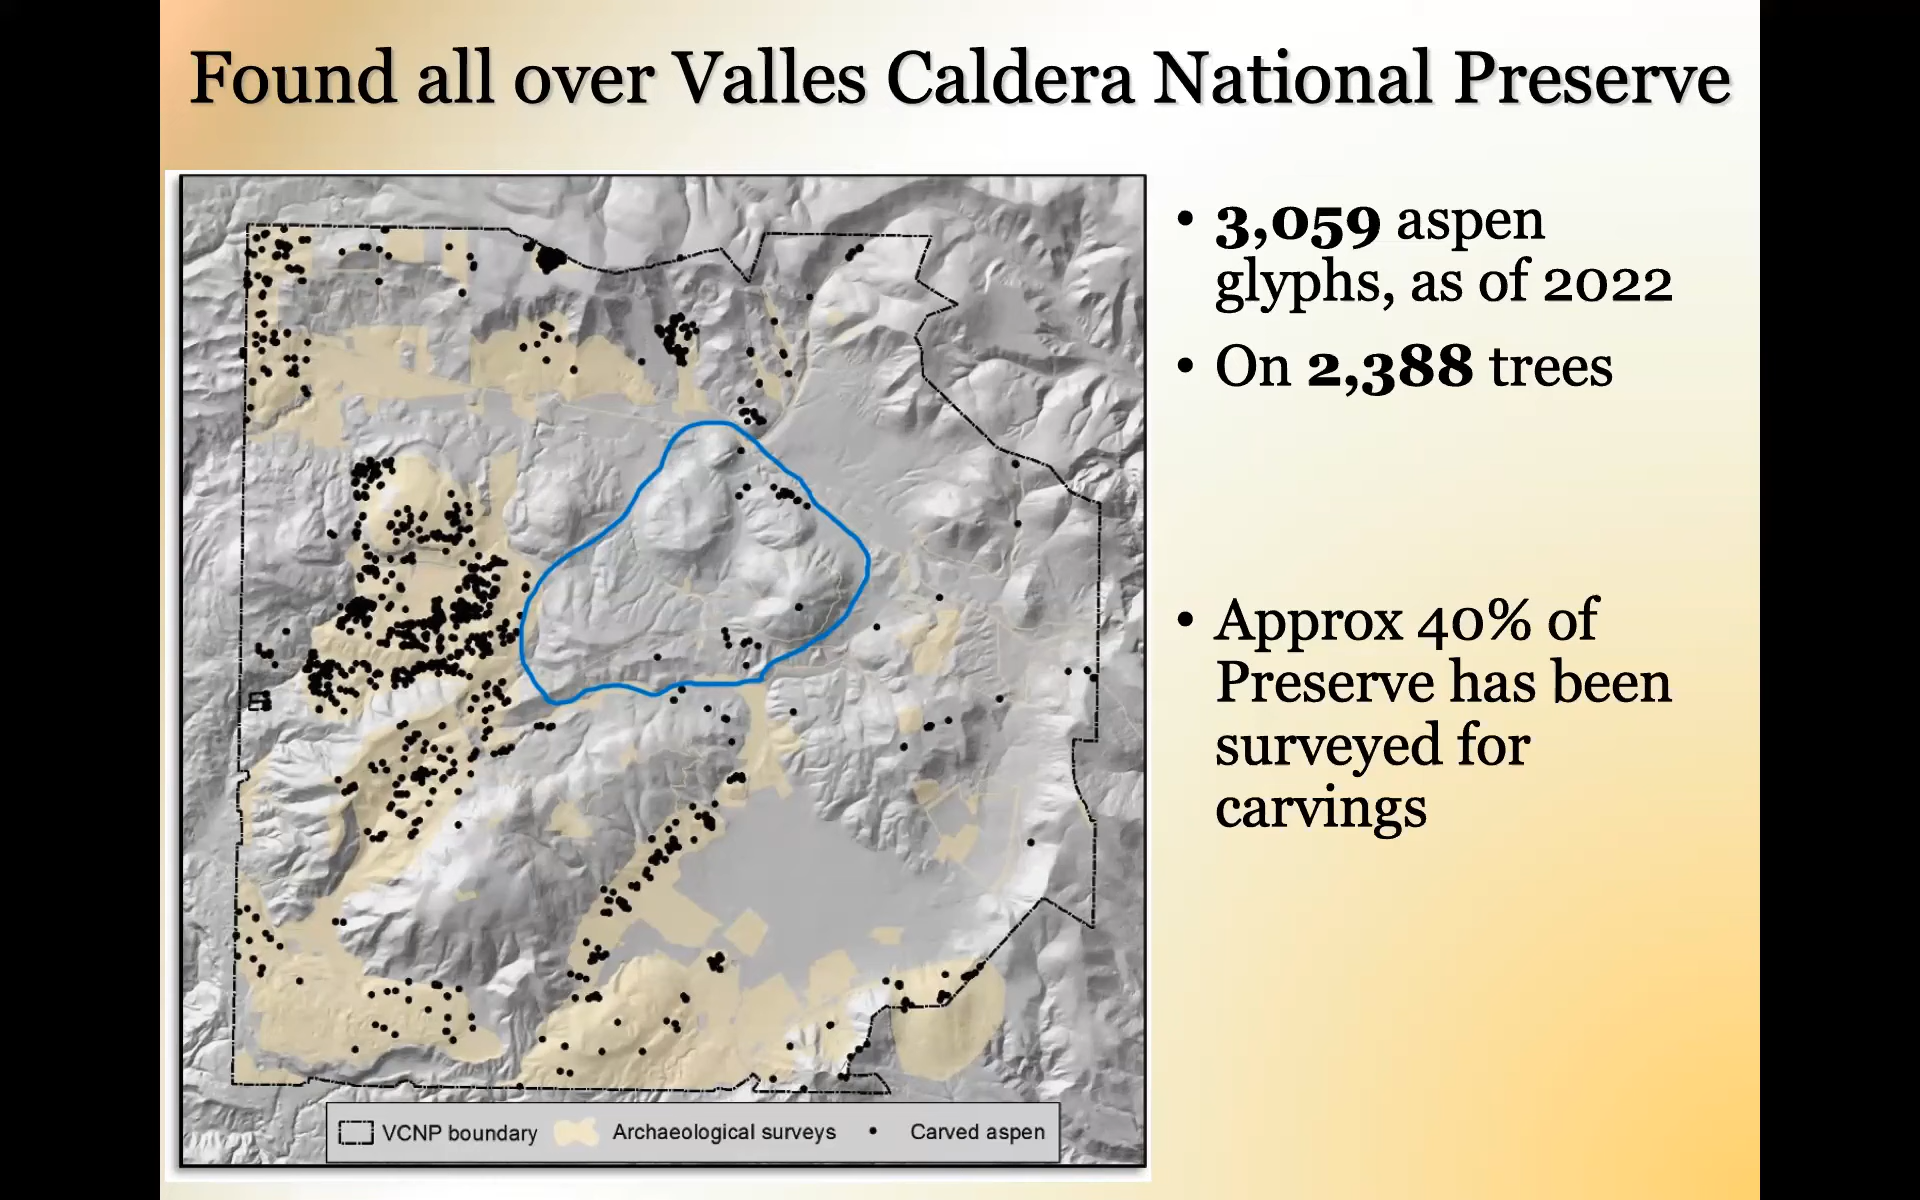 Found all over Valles Caldera National Preserve
• 3,059 aspen
glyphs, as of 2022
• On 2,388 trees
• Approx 40% of
Preserve has been
surveyed for
carvings
VCNP boundary
Archaeological surveys
Carved aspen